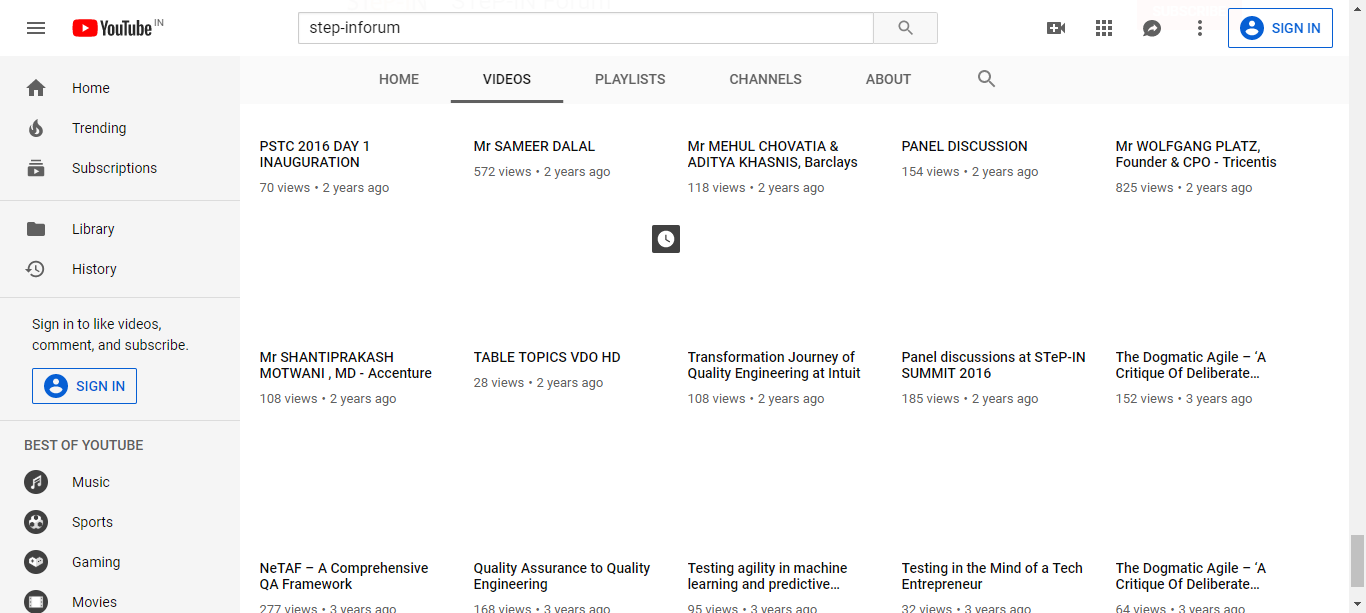 YouTube IN
step-inforum
SIGN IN
Home
Trending
Subscriptions
Library
History
Sign in to like videos,
comment, and subscribe.
SIGN IN
BEST OF YOUTUBE
Music
Sports
Gaming
Movies
HOME VIDEOS PLAYLISTS CHANNELS ABOUT
PSTC 2016 DAY 1
INAUGURATION
70 views • 2 years ago
Mr SAMEER DALAL
572 views • 2 years ago
Mr MEHUL CHOVATIA &
ADITYA KHASNIS, Barclays
118 views • 2 years ago
PANEL DISCUSSION
154 views • 2 years ago
Mr WOLFGANG PLATZ,
Founder & CPO - Tricentis
825 views • 2 years ago
Mr SHANTIPRAKASH
MOTWANI , MD - Accenture
108 views • 2 years ago
TABLE TOPICS VDO HD
28 views • 2 years ago
Transformation Journey of
Quality Engineering at Intuit
108 views • 2 years ago
Panel discussions at STeP-IN
SUMMIT 2016
185 views • 2 years ago
The Dogmatic Agile – ‘A
Critique Of Deliberate…
152 views • 3 years ago
NeTAF – A Comprehensive
QA Framework
277 views • 3 years ago
Quality Assurance to Quality
Engineering
168 views • 3 years ago
Testing agility in machine
learning and predictive…
95 views • 3 years ago
Testing in the Mind of a Tech
Entrepreneur
32 views • 3 years ago
The Dogmatic Agile – ‘A
Critique Of Deliberate…
64 views • 3 years ago